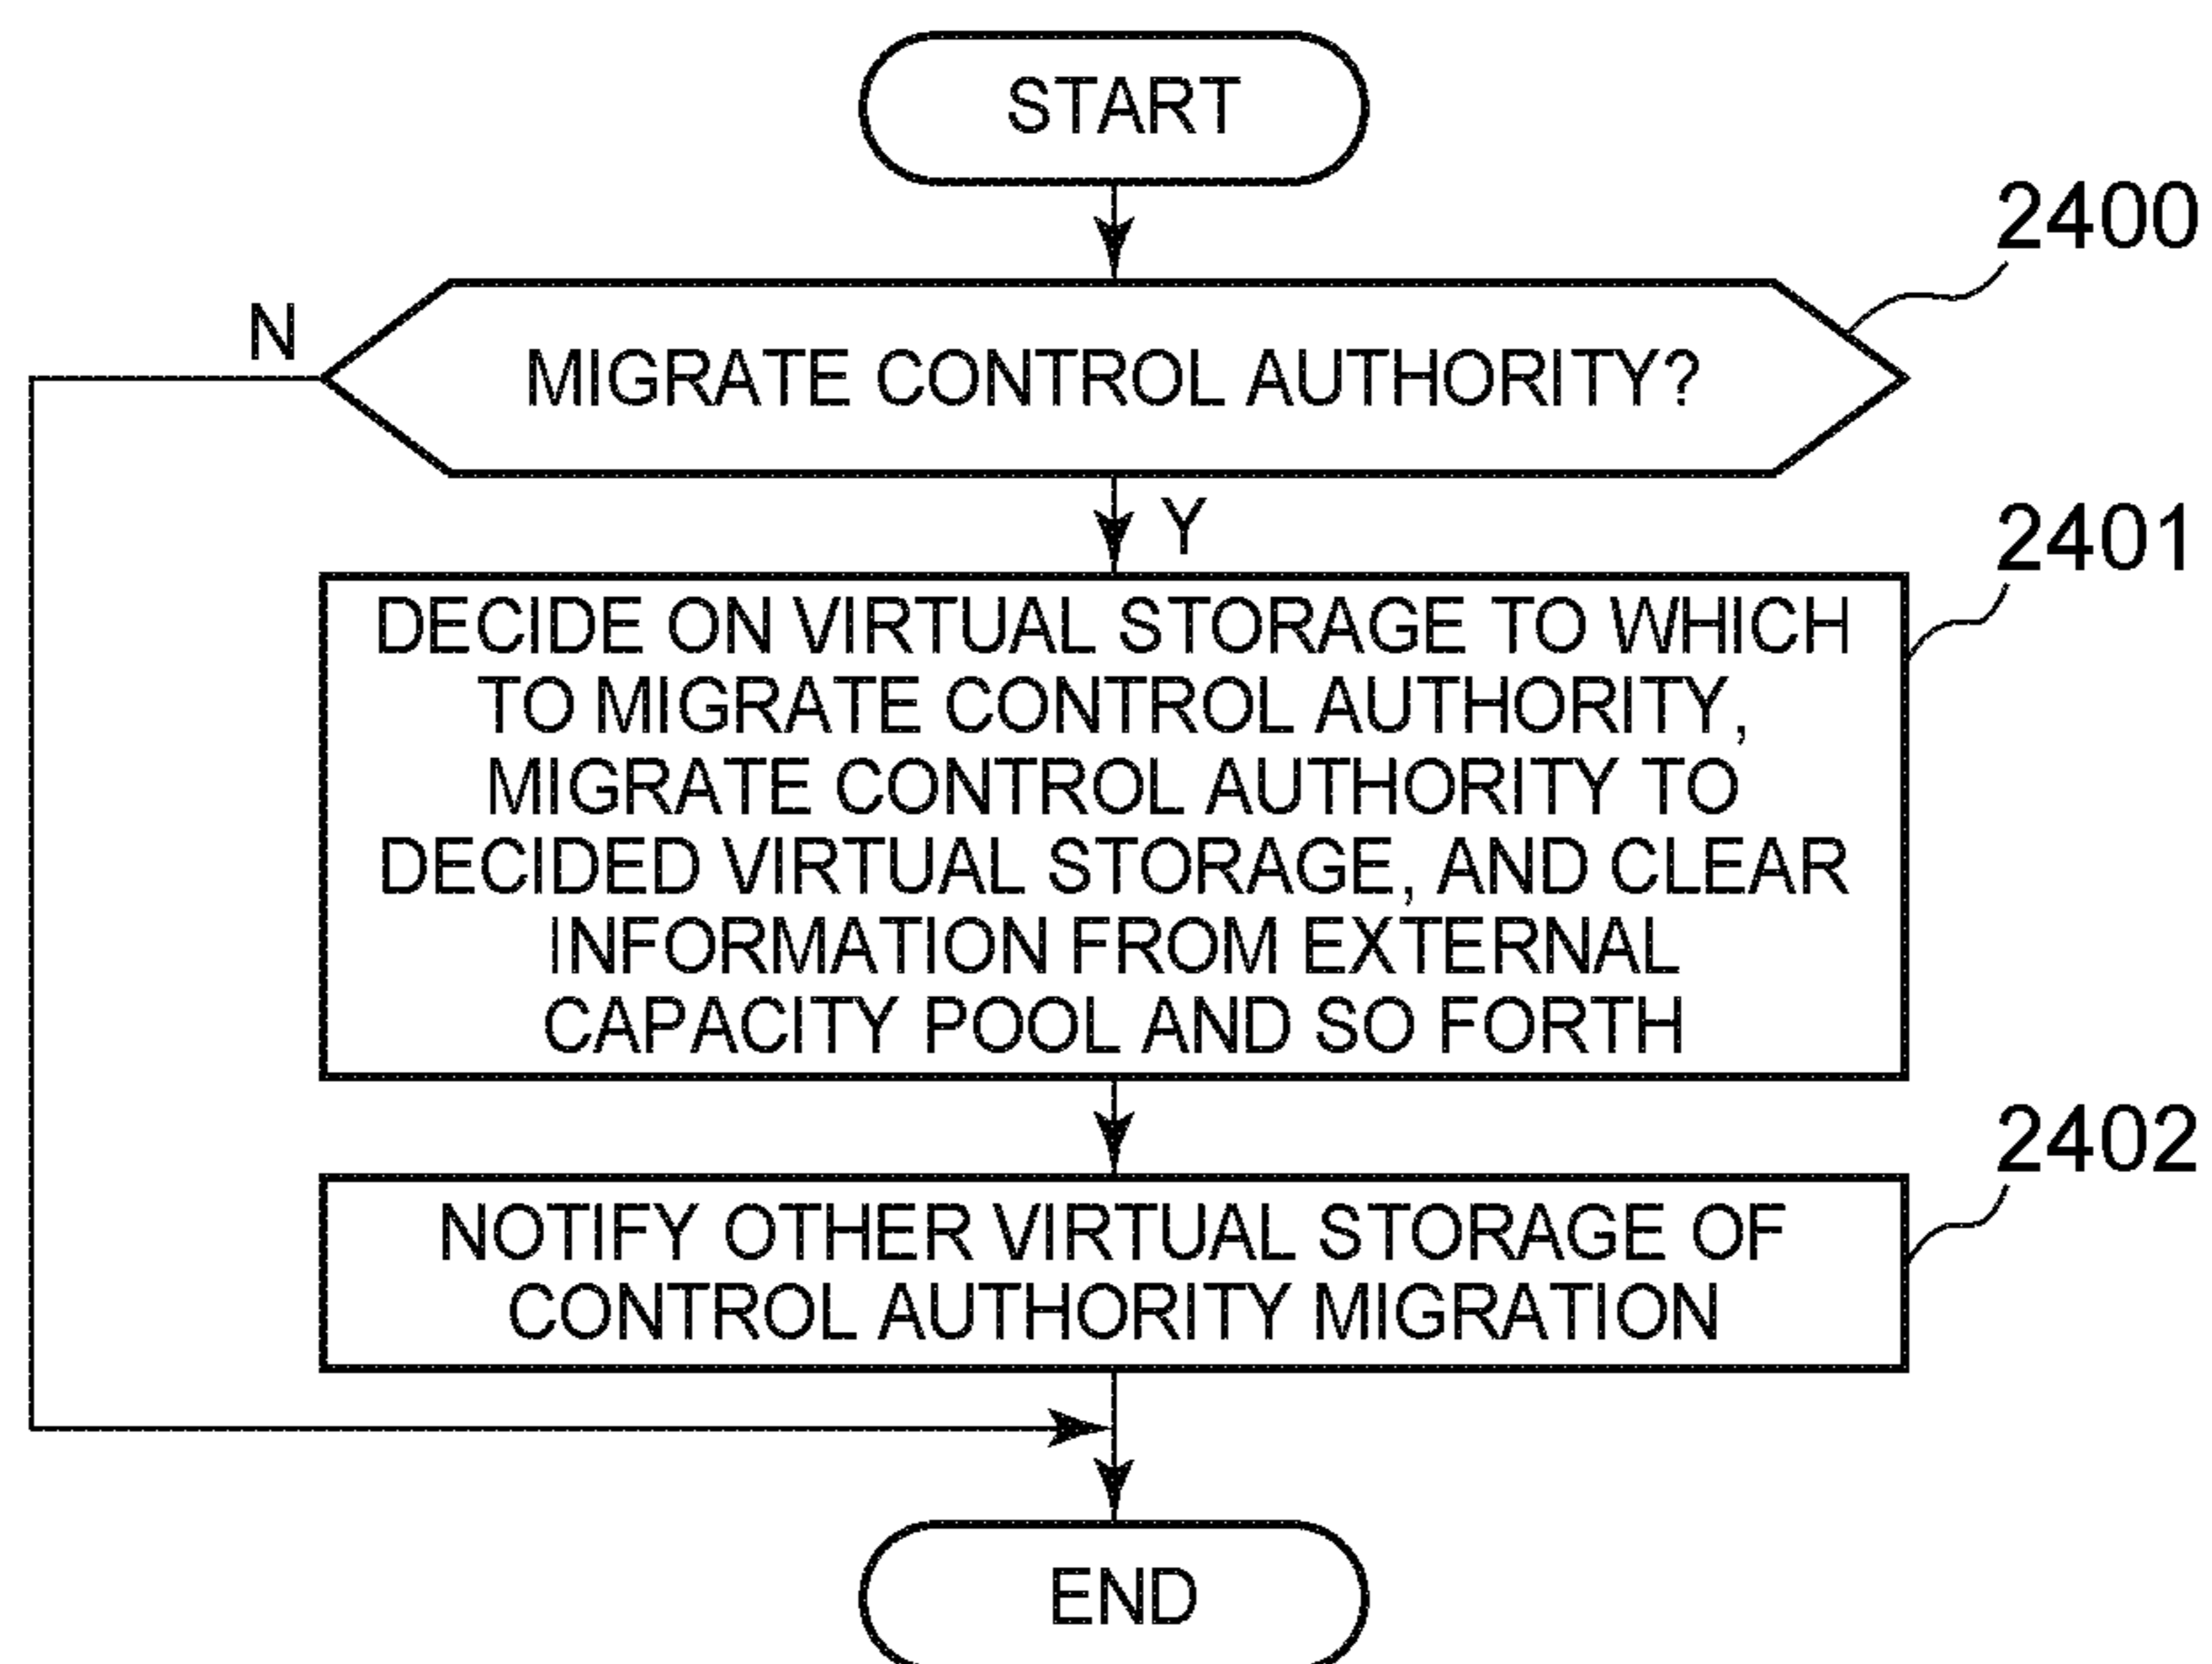 START
2400
N
MIGRATE CONTROL AUTHORITY?
Y
2401
DECIDE ON VIRTUAL STORAGE TO WHICH
TO MIGRATE CONTROL AUTHORITY,
MIGRATE CONTROL AUTHORITY TO
DECIDED VIRTUAL STORAGE, AND CLEAR
INFORMATION FROM EXTERNAL
CAPACITY POOL AND SO FORTH
2402
NOTIFY OTHER VIRTUAL STORAGE OF
CONTROL AUTHORITY MIGRATION
END